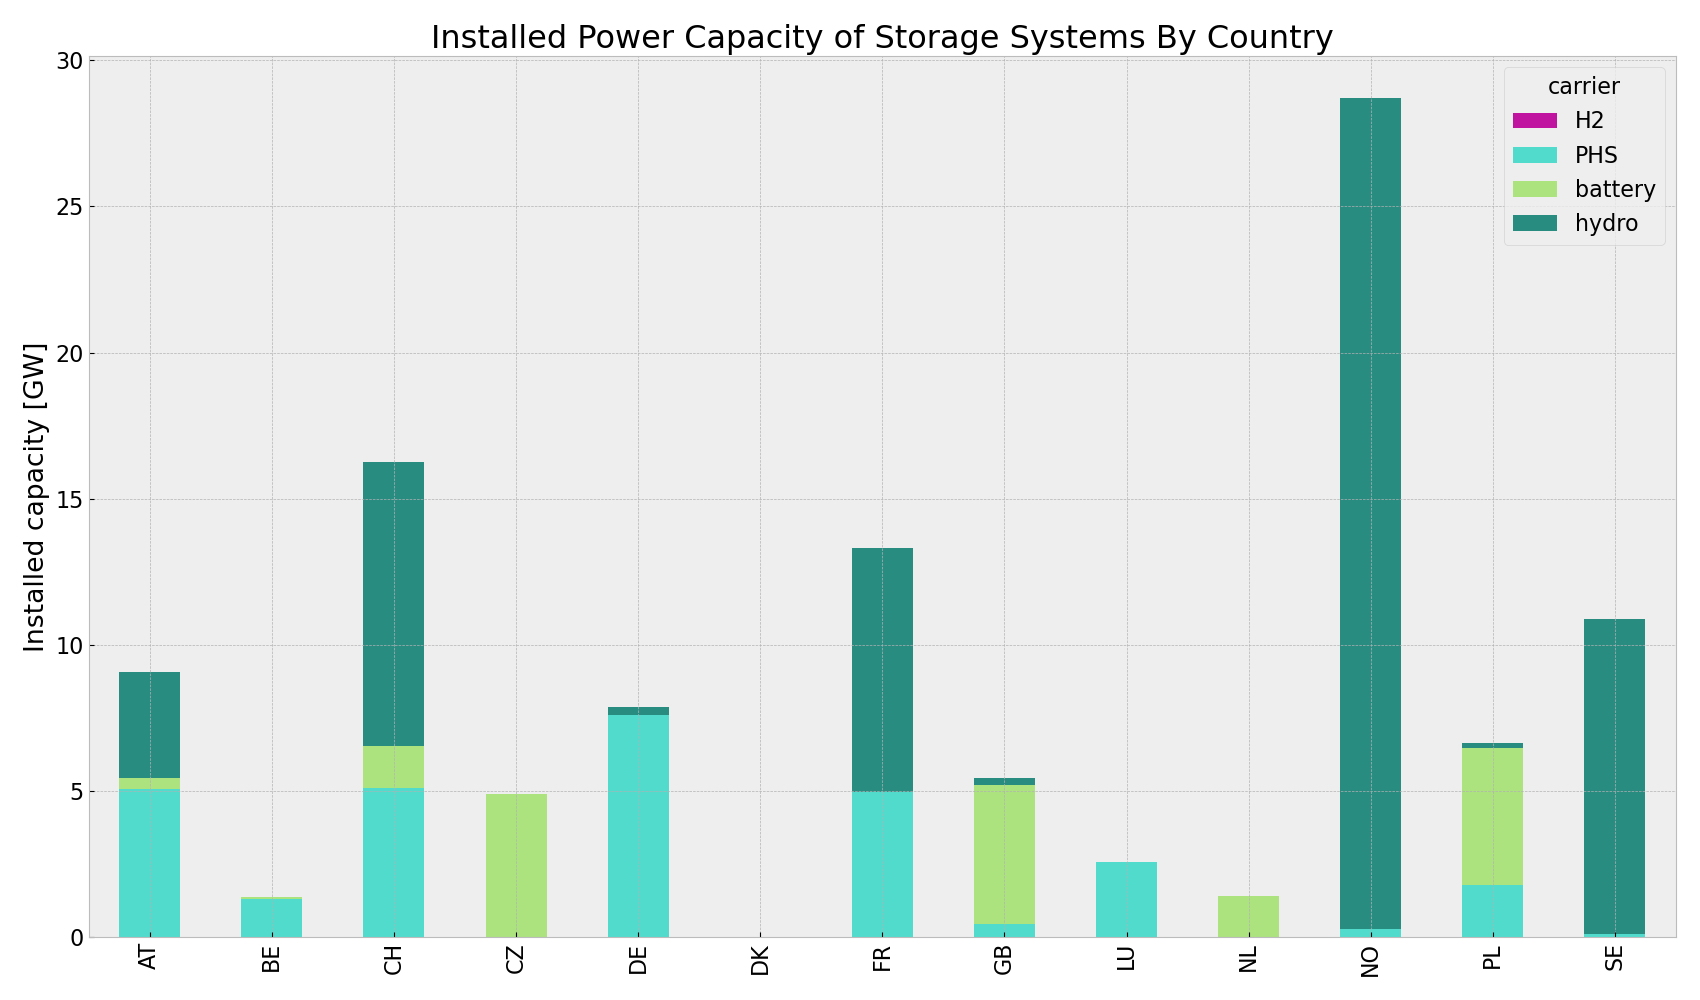 Installed Power Capacity of Storage Systems By Country
Installed capacity [GW]
30
25
20
15
10
5
0
carrier
H2
PHS
battery
hydro
AT
BE
CH
CZ
DE
DK
FR
GB
LU
NL
NO
PL
SE